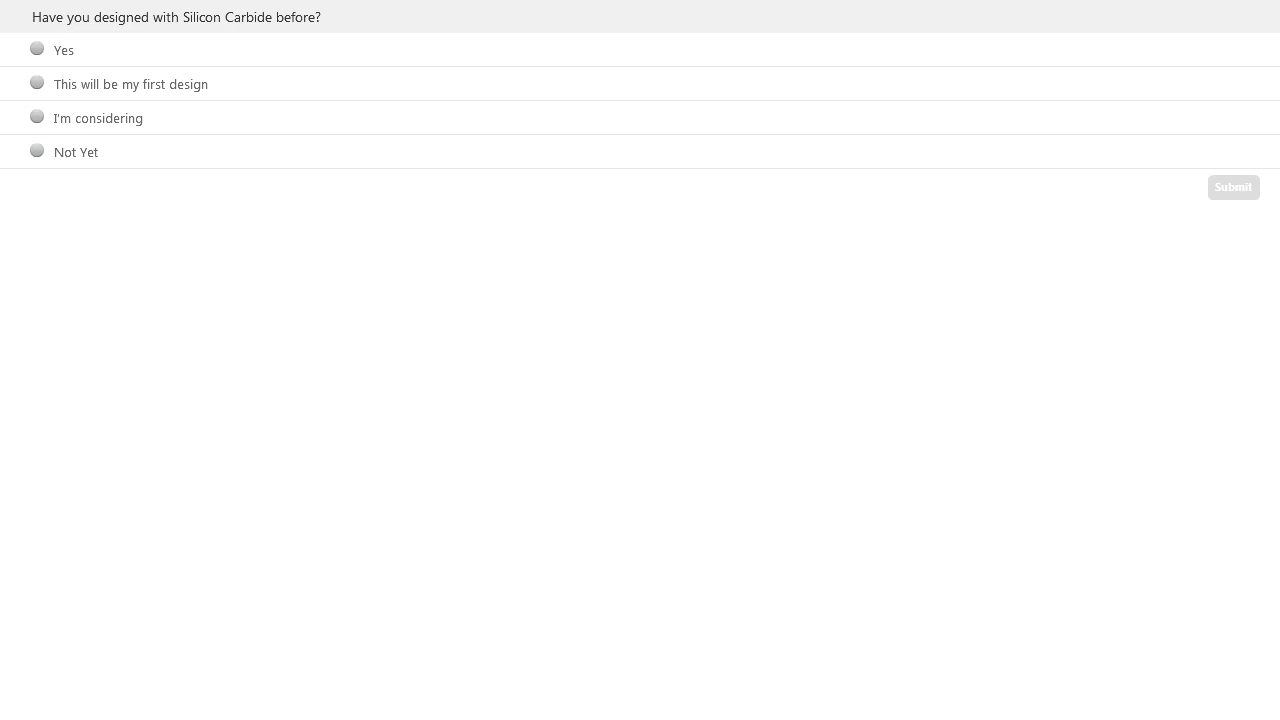 Have you designed with Silicon Carbide before?
Yes
This will be my first design
I'm considering
Not Yet
Submit